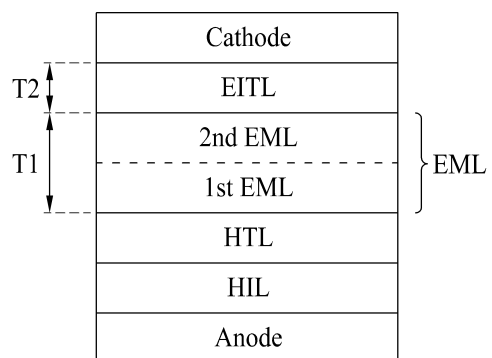 Cathode
T2
EITL
2nd EML
T1
EML
1st EML
HTL
HIL
Anode